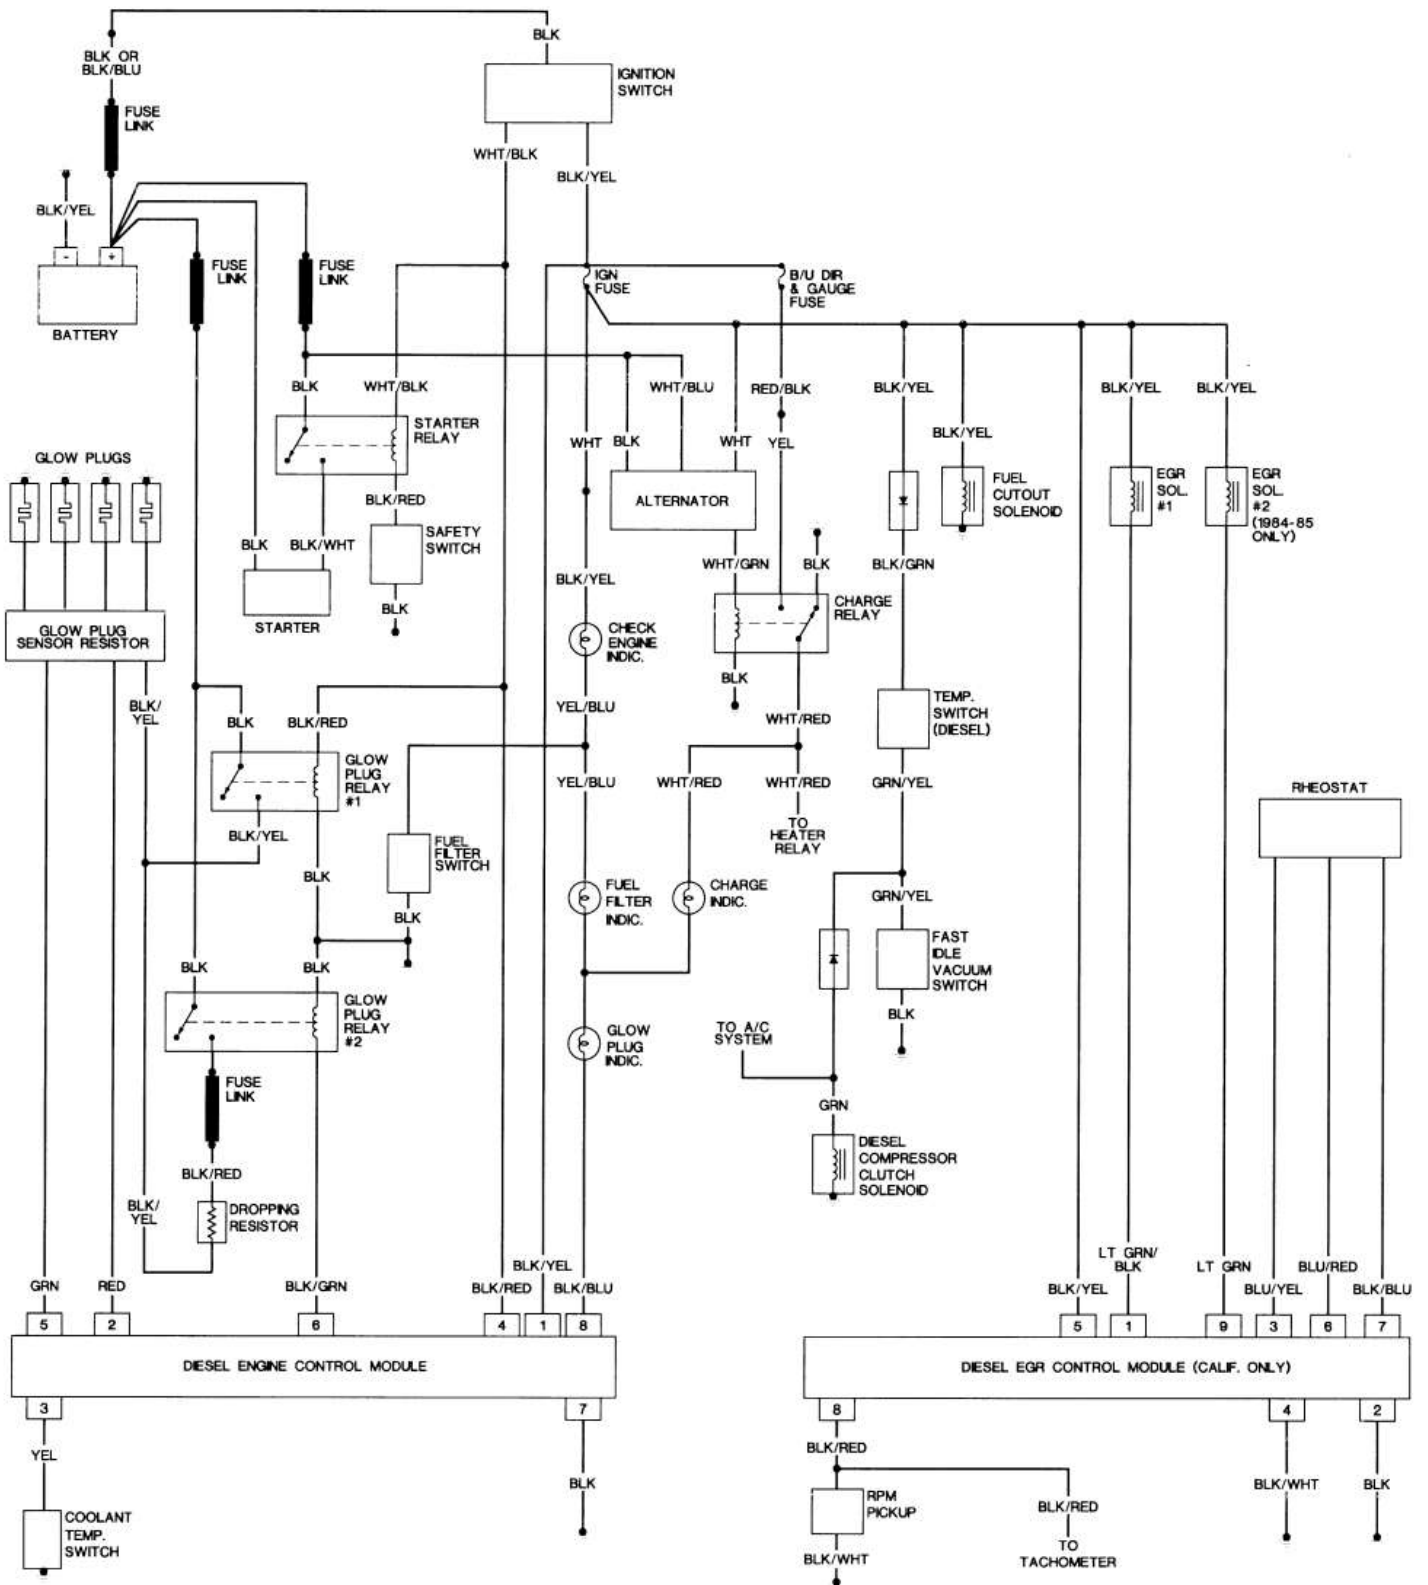 BLK
BLK OR
BLK/BLU
IGNITION
SWITCH
FUSE
LINK
WHT/BLK
BLK/YEL
BLK/YEL
-
+
FUSE
LINK
FUSE
LINK
IGN
FUSE
B/U DIR
& GAUGE
FUSE
BATTERY
BLK
WHT/BLK
WHT/BLU
RED/BLK
BLK/YEL
BLK/YEL
BLK/YEL
STARTER
RELAY
WHT
BLK
WHT
YEL
BLK/YEL
GLOW PLUGS
BLK/RED
ALTERNATOR
FUEL
CUTOUT
SOLENOID
EGR
SOL.
#1
EGR
SOL.
#2
(1984-85
ONLY)
SAFETY
SWITCH
BLK
BLK/WHT
BLK/YEL
WHT/GRN
BLK
BLK/GRN
BLK
STARTER
CHARGE
RELAY
GLOW PLUG
SENSOR RESISTOR
CHECK
ENGINE
INDIC.
BLK
BLK/
YEL
BLK
BLK/RED
YEL/BLU
WHT/RED
TEMP.
SWITCH
(DIESEL)
GLOW
PLUG
RELAY
#1
YEL/BLU
WHT/RED
WHT/RED
GRN/YEL
RHEOSTAT
BLK/YEL
FUEL
FILTER
SWITCH
TO
HEATER
RELAY
BLK
FUEL
FILTER
INDIC.
CHARGE
INDIC.
GRN/YEL
BLK
BLK
BLK
FAST
IDLE
VACUUM
SWITCH
GLOW
PLUG
RELAY
#2
BLK
GLOW
PLUG
INDIC.
TO A/C
SYSTEM
FUSE
LINK
GRN
BLK/RED
DIESEL
COMPRESSOR
CLUTCH
SOLENOID
BLK/
YEL
DROPPING
RESISTOR
GRN
RED
BLK/GRN
BLK/RED
BLK/YEL
BLK/BLU
BLK/YEL
LT GRN/
BLK
LT GRN
BLU/YEL
BLU/RED
BLK/BLU
5
2
6
4
1
8
5
1
9
3
6
7
DIESEL ENGINE CONTROL MODULE
DIESEL EGR CONTROL MODULE (CALIF. ONLY)
3
7
8
4
2
YEL
BLK
BLK/RED
BLK/WHT
BLK
COOLANT
TEMP.
SWITCH
RPM
PICKUP
BLK/RED
BLK/WHT
TO
TACHOMETER